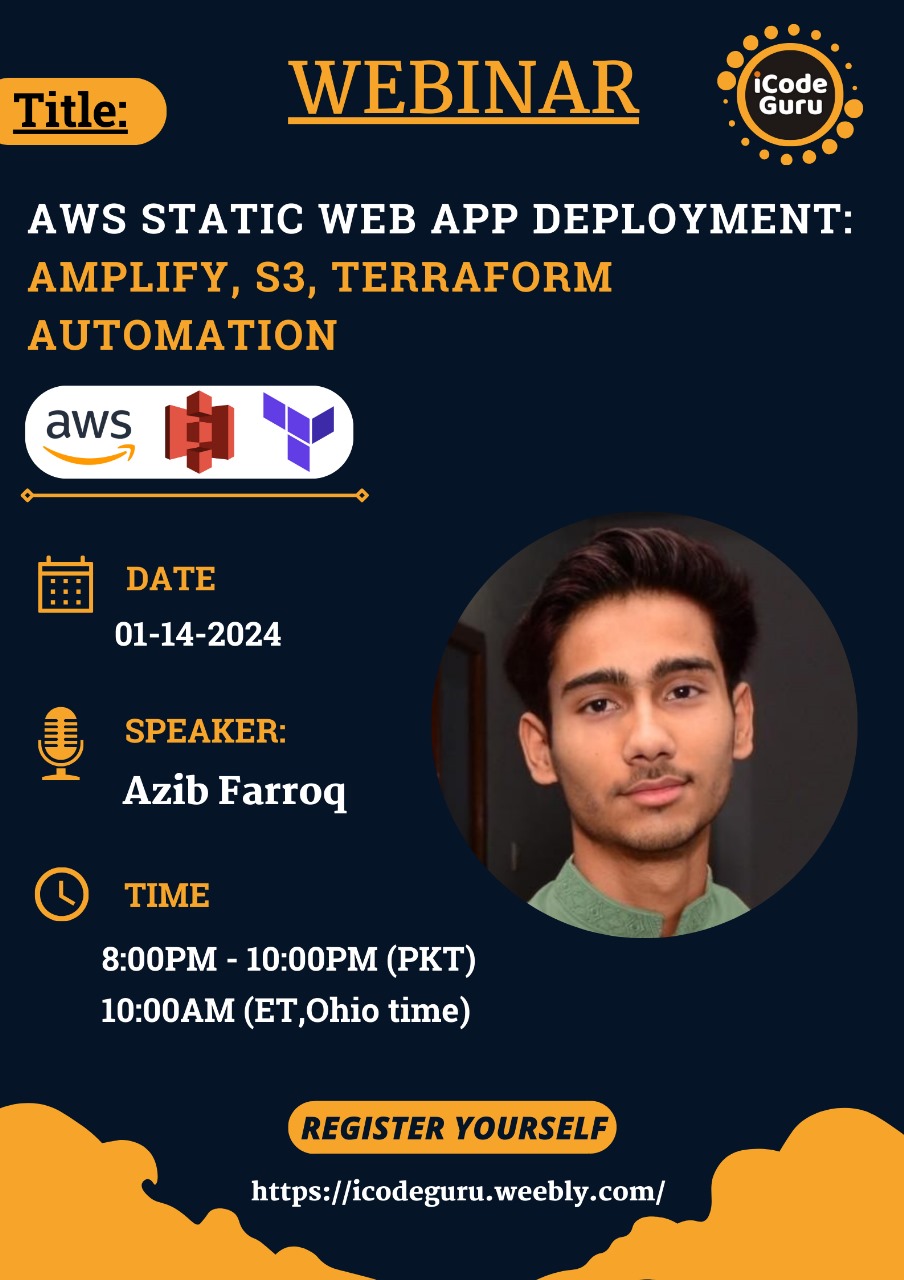 WEBINAR
iCode
Guru
Title:
AWS STATIC WEB APP DEPLOYMENT:
AMPLIFY, S3, TERRAFORM
AUTOMATION
aws
DATE
01-14-2024
SPEAKER:
Azib Farroq
TIME
8:00PM - 10:00PM (PKT)
10:00AM (ET,Ohio time)
REGISTER YOURSELF
https://icodeguru.weebly.com/